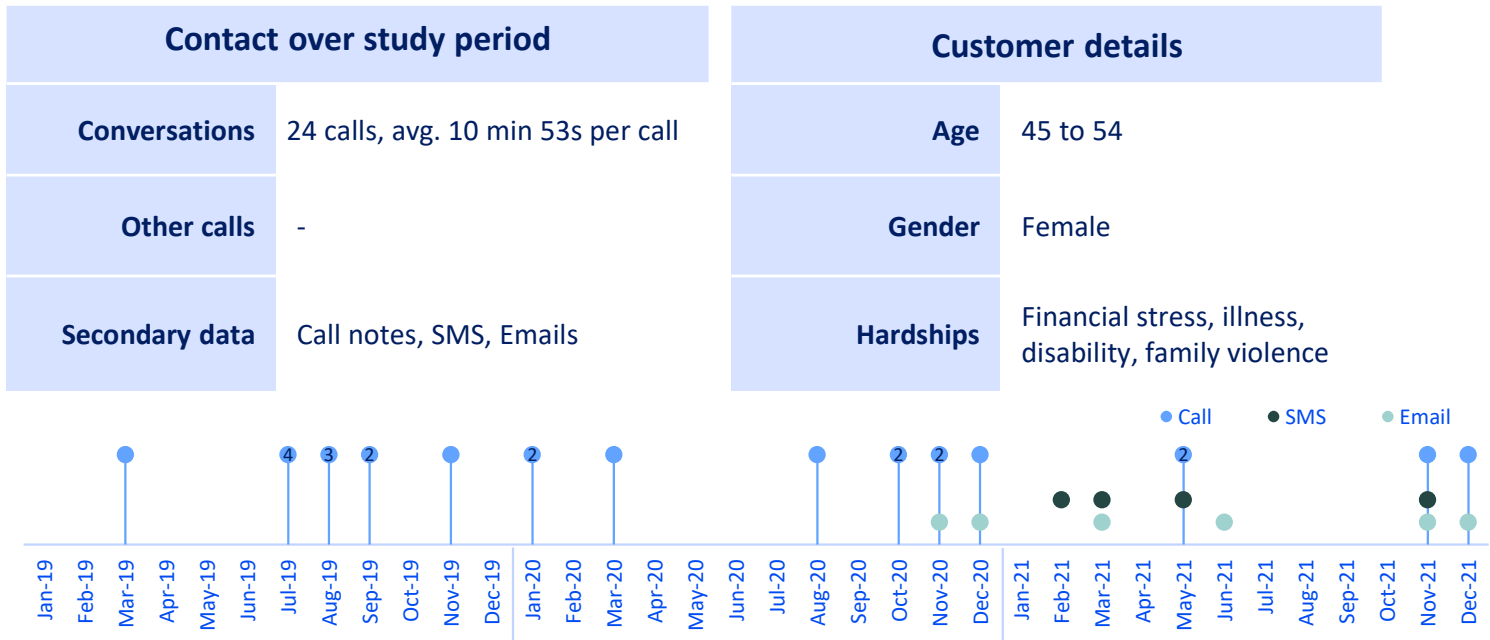 Contact over study period
Conversations
24 calls, avg. 10 min 53s per call
Other calls
-
Secondary data
Call notes, SMS, Emails
Customer details
Age
45 to 54
Gender
Female
Hardships
Financial stress, illness,
disability, family violence
Call
SMS
Email
4
3
2
2
2
2
2
Jan-19
Feb-19
Mar-19
Apr-19
May-19
Jun-19
Jul-19
Aug-19
Sep-19
Oct-19
Nov-19
Dec-19
Jan-20
Feb-20
Mar-20
Apr-20
May-20
Jun-20
Jul-20
Aug-20
Sep-20
Oct-20
Nov-20
Dec-20
Jan-21
Feb-21
Mar-21
Apr-21
May-21
Jun-21
Jul-21
Aug-21
Sep-21
Oct-21
Nov-21
Dec-21